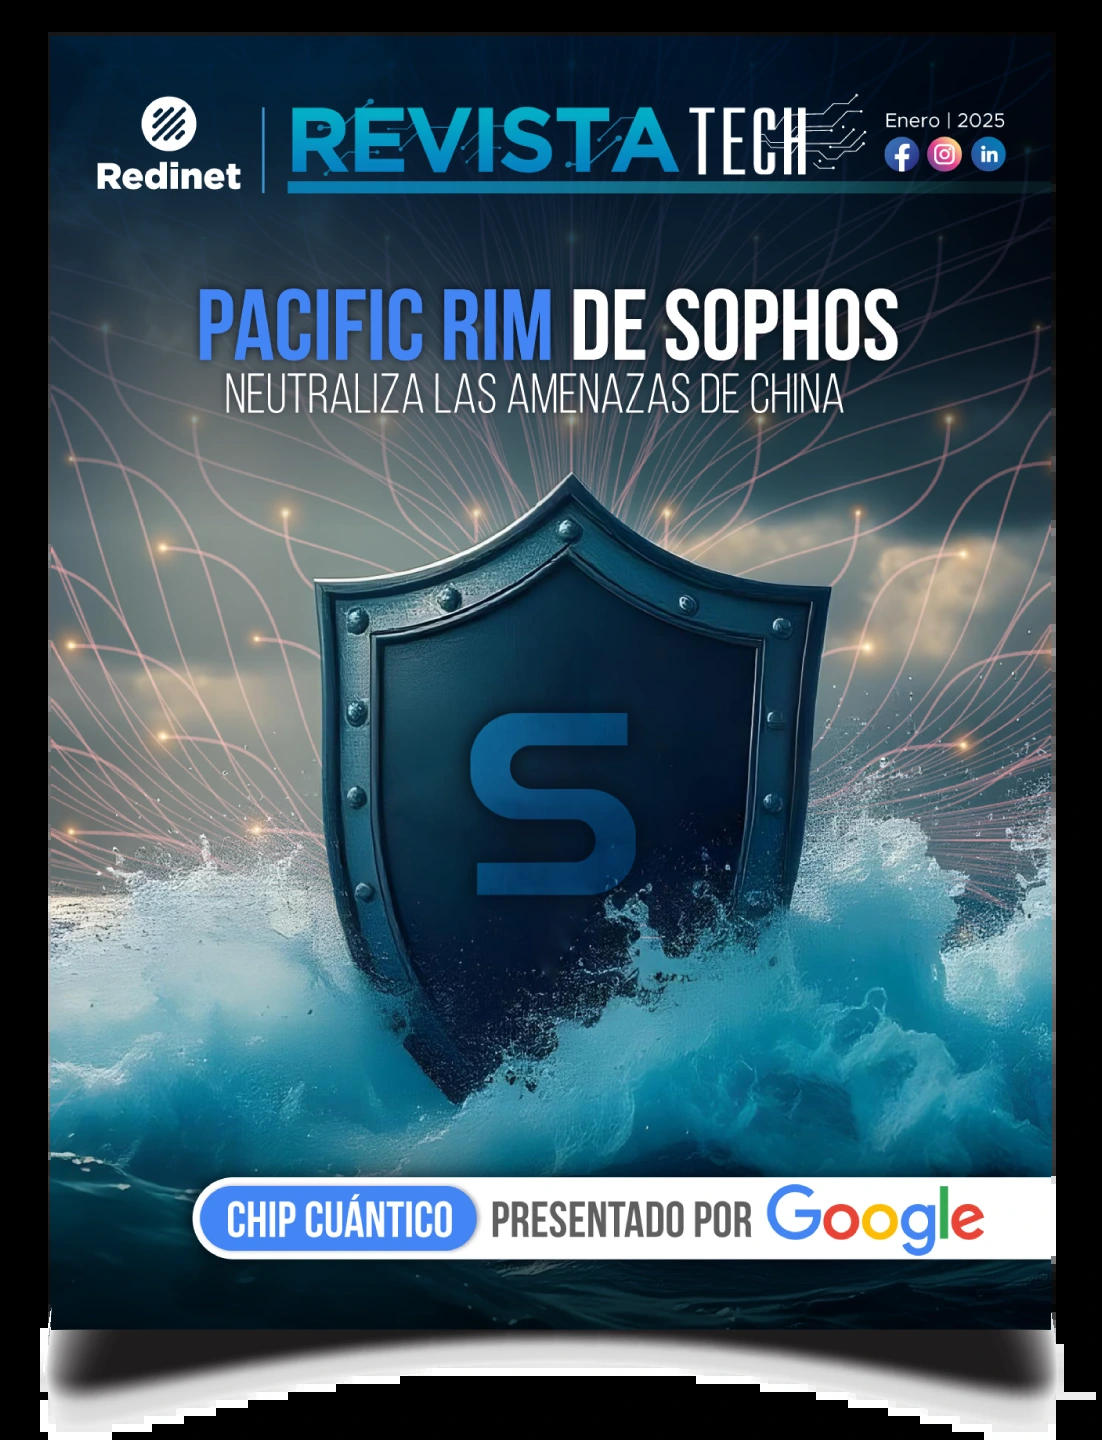 Redinet
REVISTA TECH
Enero | 2025
PACIFIC RIM DE SOPHOS
NEUTRALIZA LAS AMENAZAS DE CHINA
S
CHIP CUÁNTICO PRESENTADO POR Google